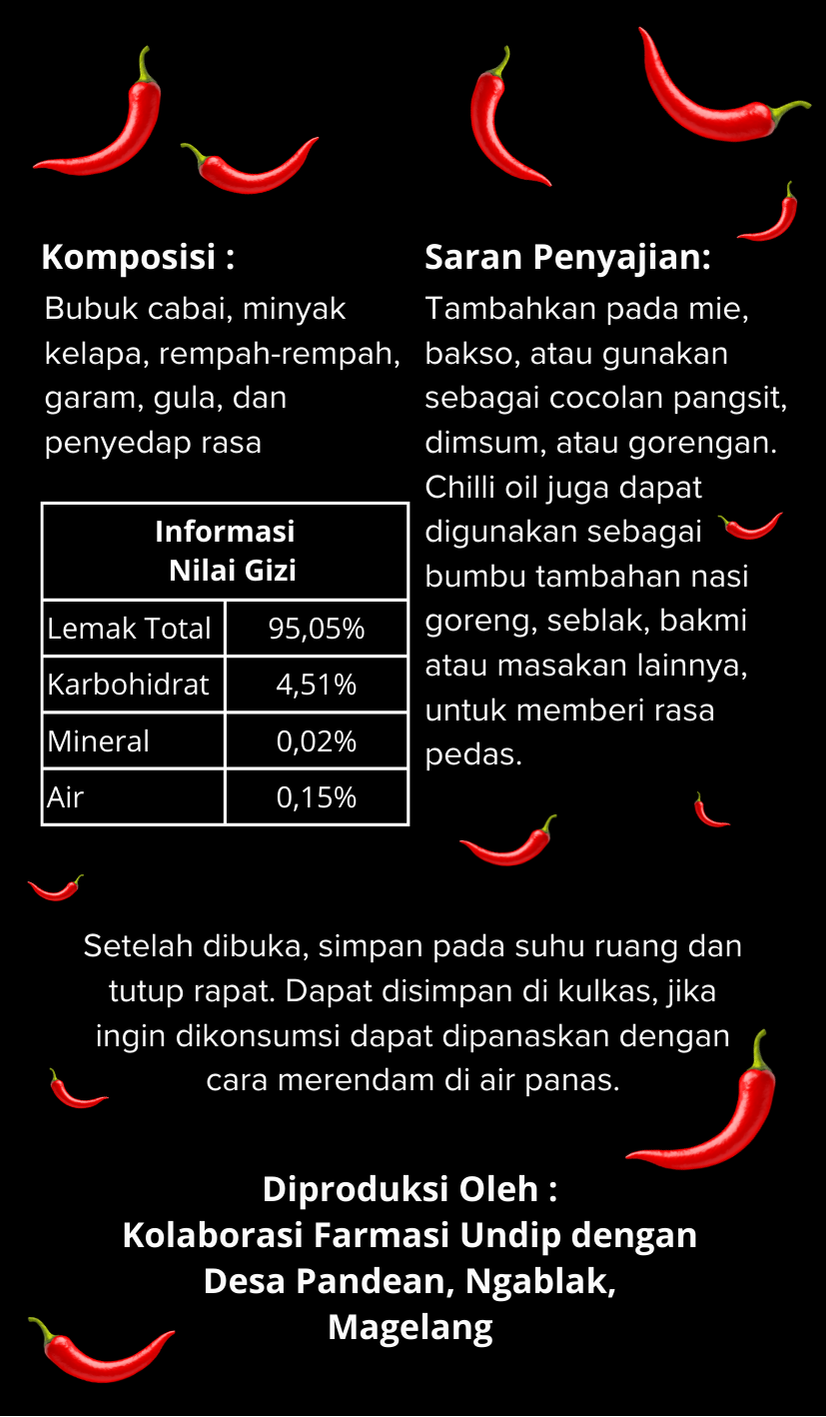 Komposisi :
Bubuk cabai, minyak
kelapa, rempah-rempah,
garam, gula, dan
penyedap rasa
Informasi
Nilai Gizi
Lemak Total 95,05%
Karbohidrat 4,51%
Mineral 0,02%
Air 0,15%
Saran Penyajian:
Tambahkan pada mie,
bakso, atau gunakan
sebagai cocolan pangsit,
dimsum, atau gorengan.
Chilli oil juga dapat
digunakan sebagai
bumbu tambahan nasi
goreng, seblak, bakmi
atau masakan lainnya,
untuk memberi rasa
pedas.
Setelah dibuka, simpan pada suhu ruang dan
tutup rapat. Dapat disimpan di kulkas, jika
ingin dikonsumsi dapat dipanaskan dengan
cara merendam di air panas.
Diproduksi Oleh :
Kolaborasi Farmasi Undip dengan
Desa Pandean, Ngablak,
Magelang